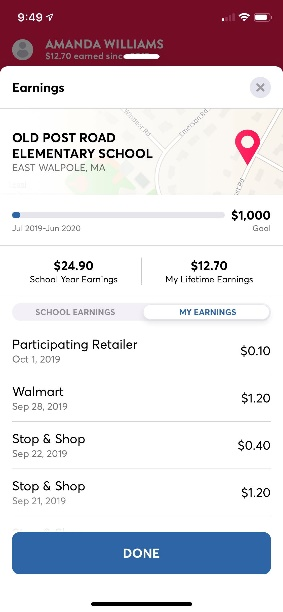 9:49
AMANDA WILLIAMS
$12.70 earned sinc
Earnings
OLD POST ROAD
ELEMENTARY SCHOOL
EAST WALPOLE, MA
$1,000
Jul 2019-Jun 2020
Goal
$24.90
$12.70
School Year Earnings
My Lifetime Earnings
SCHOOL EARNINGS
MY EARNINGS
Participating Retailer
$0.10
Oct 1, 2019
Walmart
$1.20
Sep 28, 2019
Stop & Shop
$0.40
Sep 22, 2019
Stop & Shop
$1.20
Sep 21, 2019
DONE